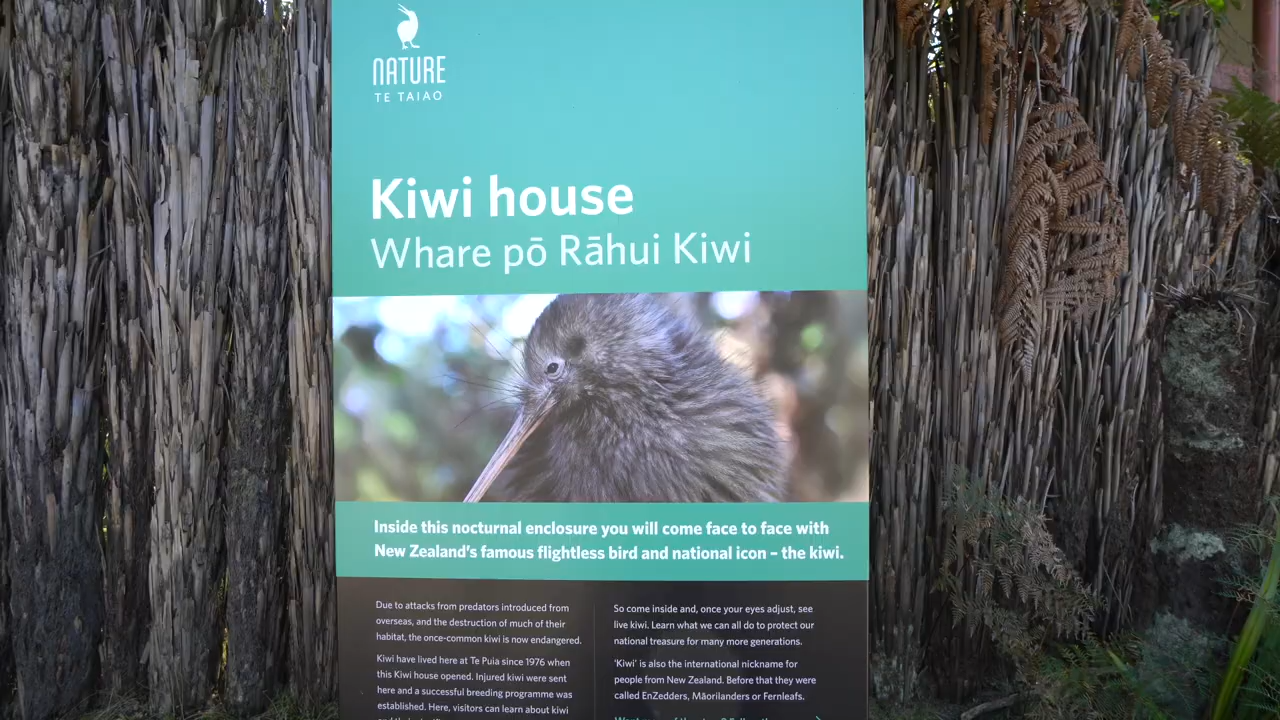 NATURE
TE TAIAO
Kiwi house
Whare pō Rāhui Kiwi
Inside this nocturnal enclosure you will come face to face with
New Zealand's famous flightless bird and national icon – the kiwi.
Due to attacks from predators introduced from
overseas, and the destruction of much of their
habitat, the once-common kiwi is now endangered.
Kiwi have lived here at Te Puia since 1976 when
this Kiwi house opened. Injured kiwi were sent
here and a successful breeding programme was
established. Here, visitors can learn about kiwi
So come inside and, once your eyes adjust, see
live kiwi. Learn what we can all do to protect our
national treasure for many more generations.
'Kiwi' is also the international nickname for
people from New Zealand. Before that they were
called EnZedders, Māorilanders or Fernleafs.